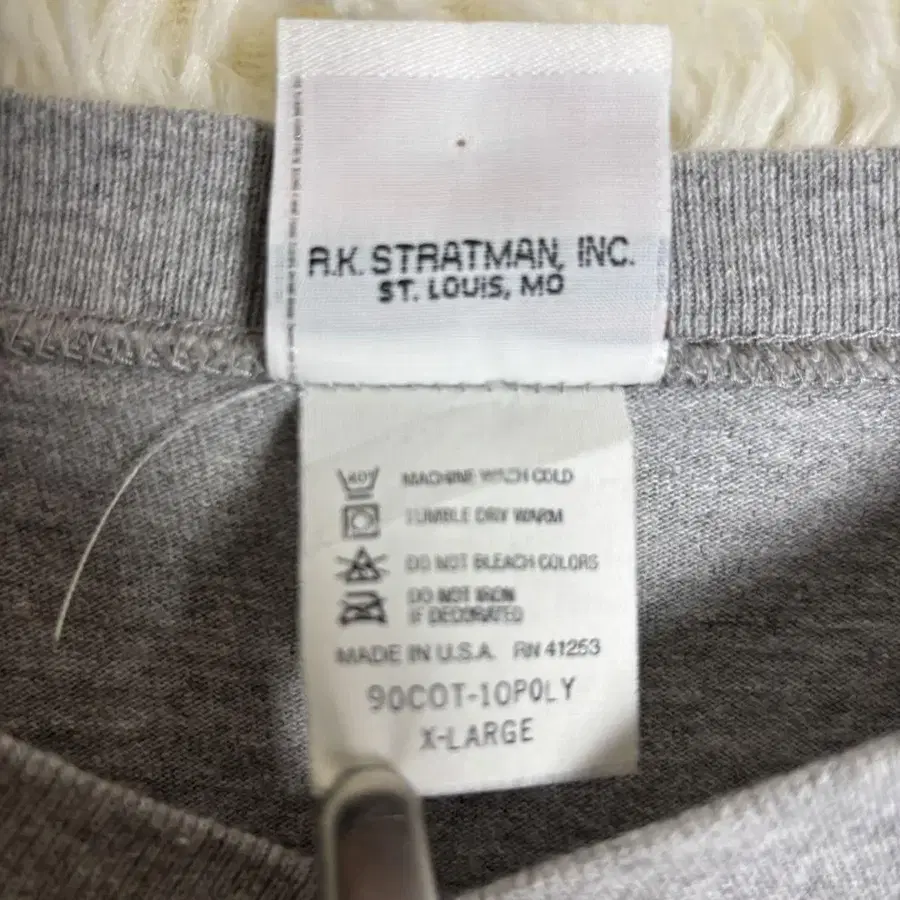 R.K. STRATMAN, INC.
ST. LOUIS, MO
MACHINE WASH COLD
TUMBLE DRY WARM
DO NOT BLEACH COLORS
DO NOT IRON
IF DECORATED
MADE IN U.S.A. RN 41253
90COT-10POLY
X-LARGE